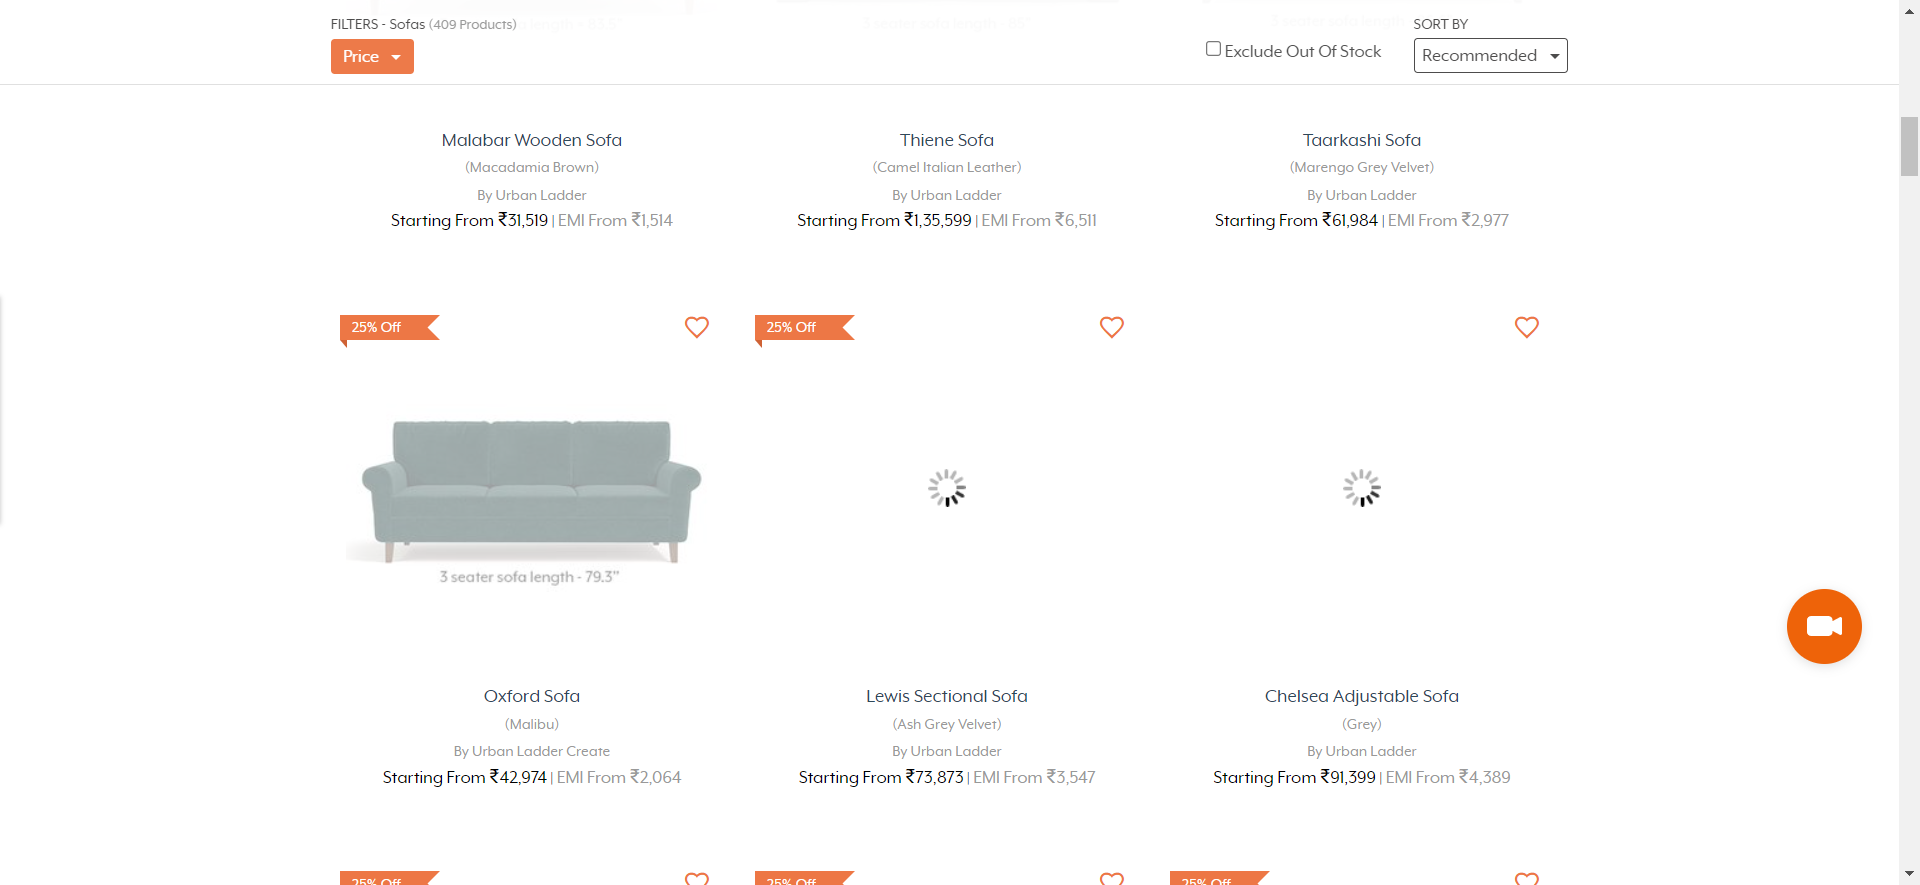 FILTERS - Sofas (409 Products)
Price
Exclude Out Of Stock
SORT BY
Recommended
Malabar Wooden Sofa
(Macadamia Brown)
By Urban Ladder
Starting From ₹31,519 | EMI From ₹1,514
Thiene Sofa
(Camel Italian Leather)
By Urban Ladder
Starting From ₹1,35,599 | EMI From ₹6,511
Taarkashi Sofa
(Marengo Grey Velvet)
By Urban Ladder
Starting From ₹61,984 | EMI From ₹2,977
25% Off
25% Off
3 seater sofa length - 79.3"
Oxford Sofa
(Malibu)
By Urban Ladder Create
Starting From ₹42,974 | EMI From ₹2,064
Lewis Sectional Sofa
(Ash Grey Velvet)
By Urban Ladder
Starting From ₹73,873 | EMI From ₹3,547
Chelsea Adjustable Sofa
(Grey)
By Urban Ladder
Starting From ₹91,399 | EMI From ₹4,389
25% Off
25% Off
25% Off